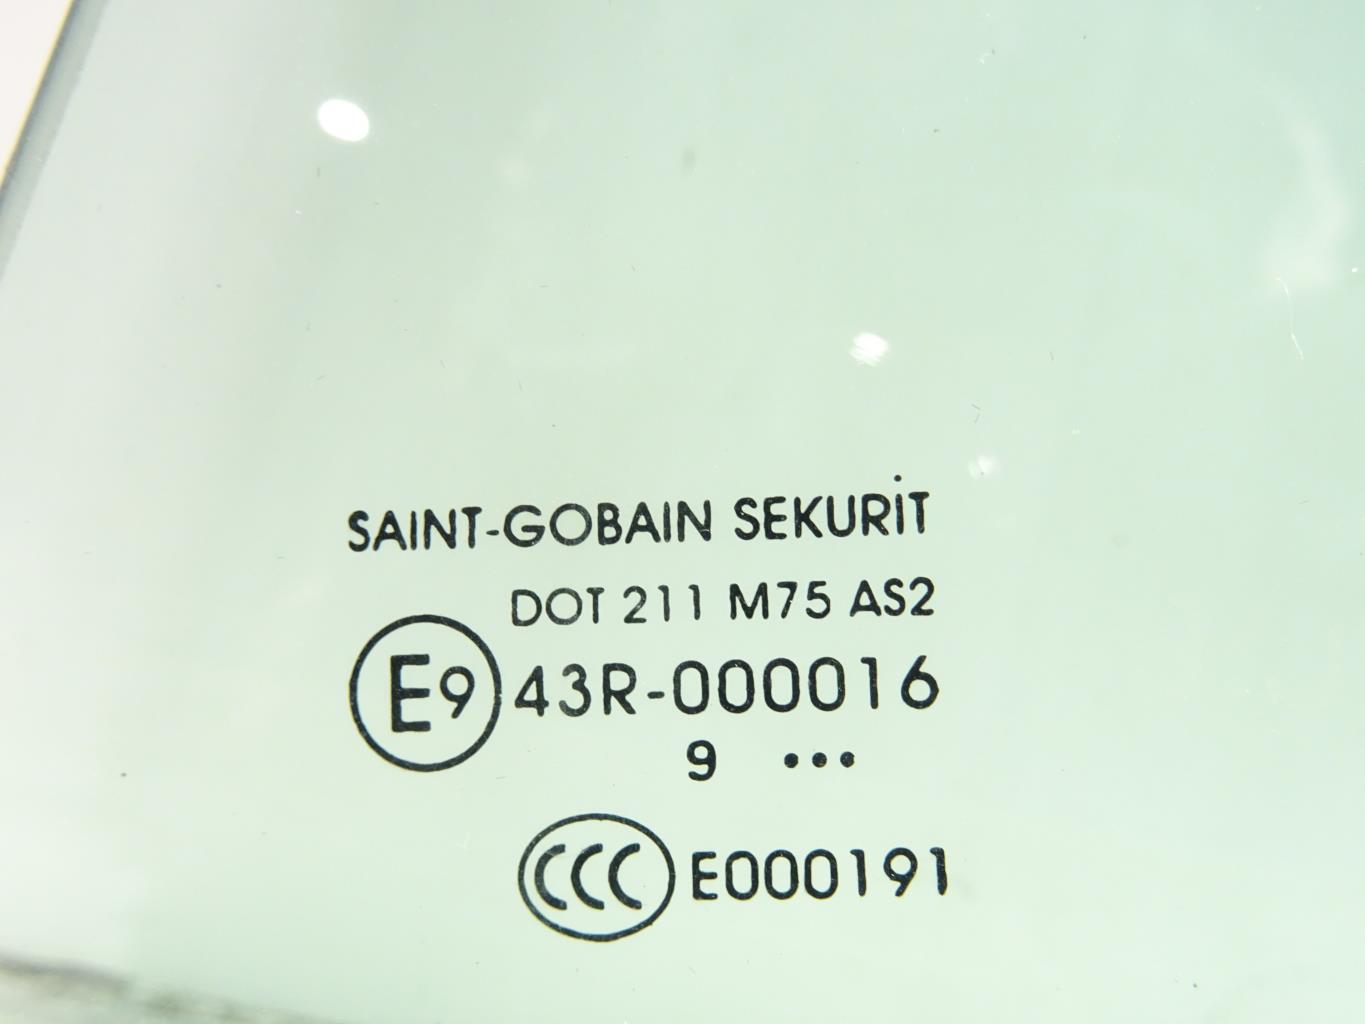 SAINT-GOBAIN SEKURIT
DOT 211 M75 AS2
E9 43R-000016
9 •••
CCC E000191